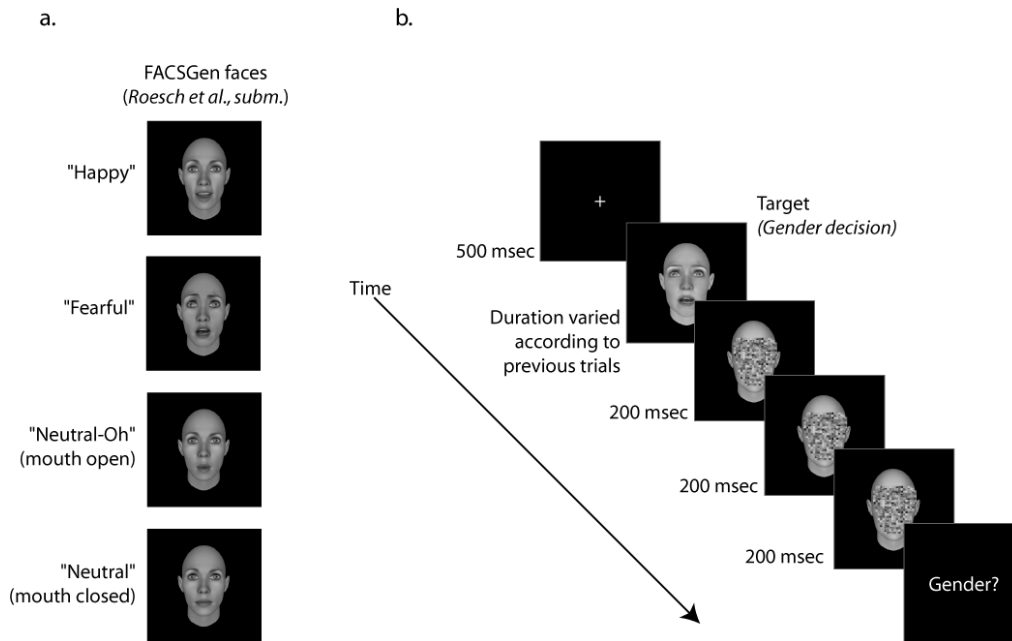 a.
FACSGen faces
(Roesch et al., subm.)
"Happy"
"Fearful"
"Neutral-Oh"
(mouth open)
"Neutral"
(mouth closed)
b.
500 msec
Target
(Gender decision)
Time
Duration varied
according to
previous trials
200 msec
200 msec
200 msec
Gender?